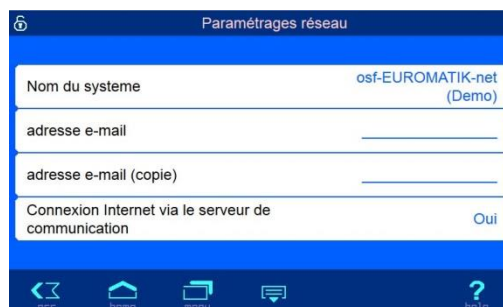 Paramétrages réseau
Nom du systeme
osf-EUROMATIK-net
(Demo)
adresse e-mail
adresse e-mail (copie)
Connexion Internet via le serveur de
communication
Oui
esc home menu help